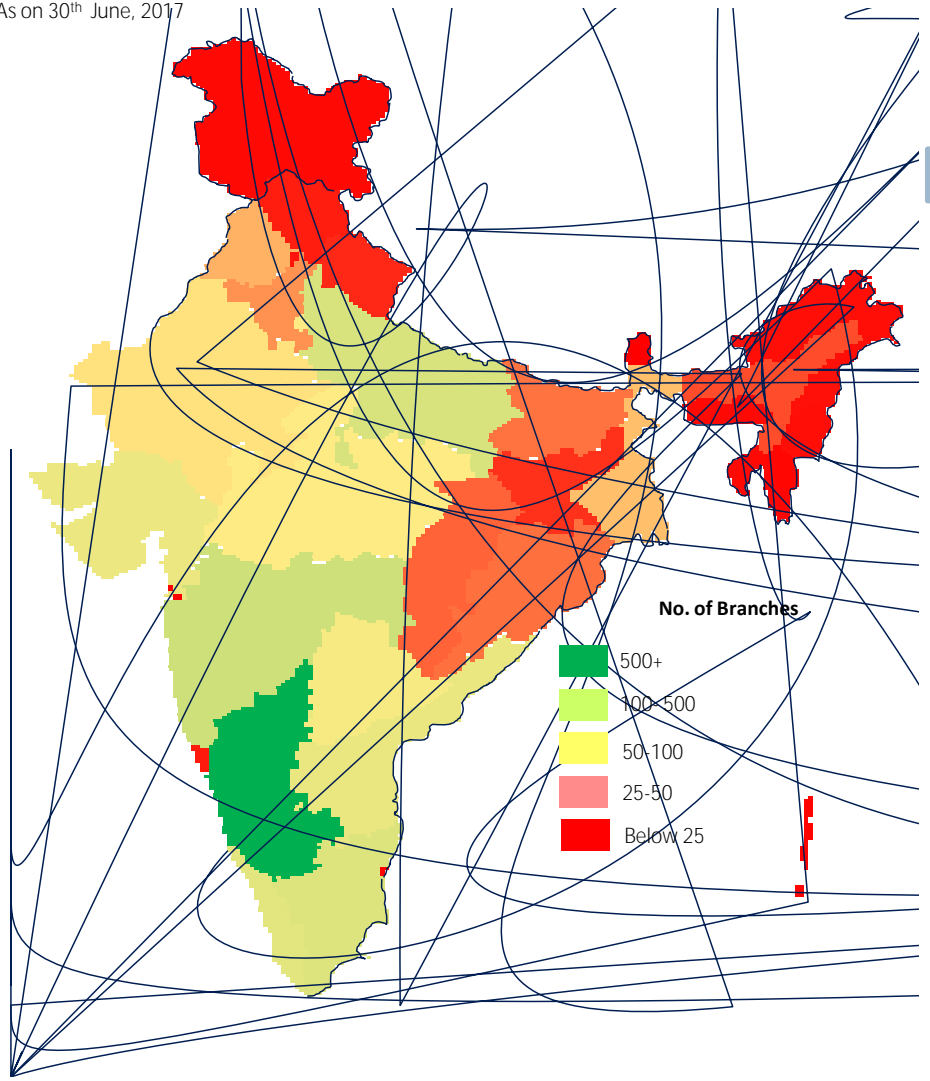 As on 30th June, 2017
No. of Branches
500+
100-500
50-100
25-50
Below 25